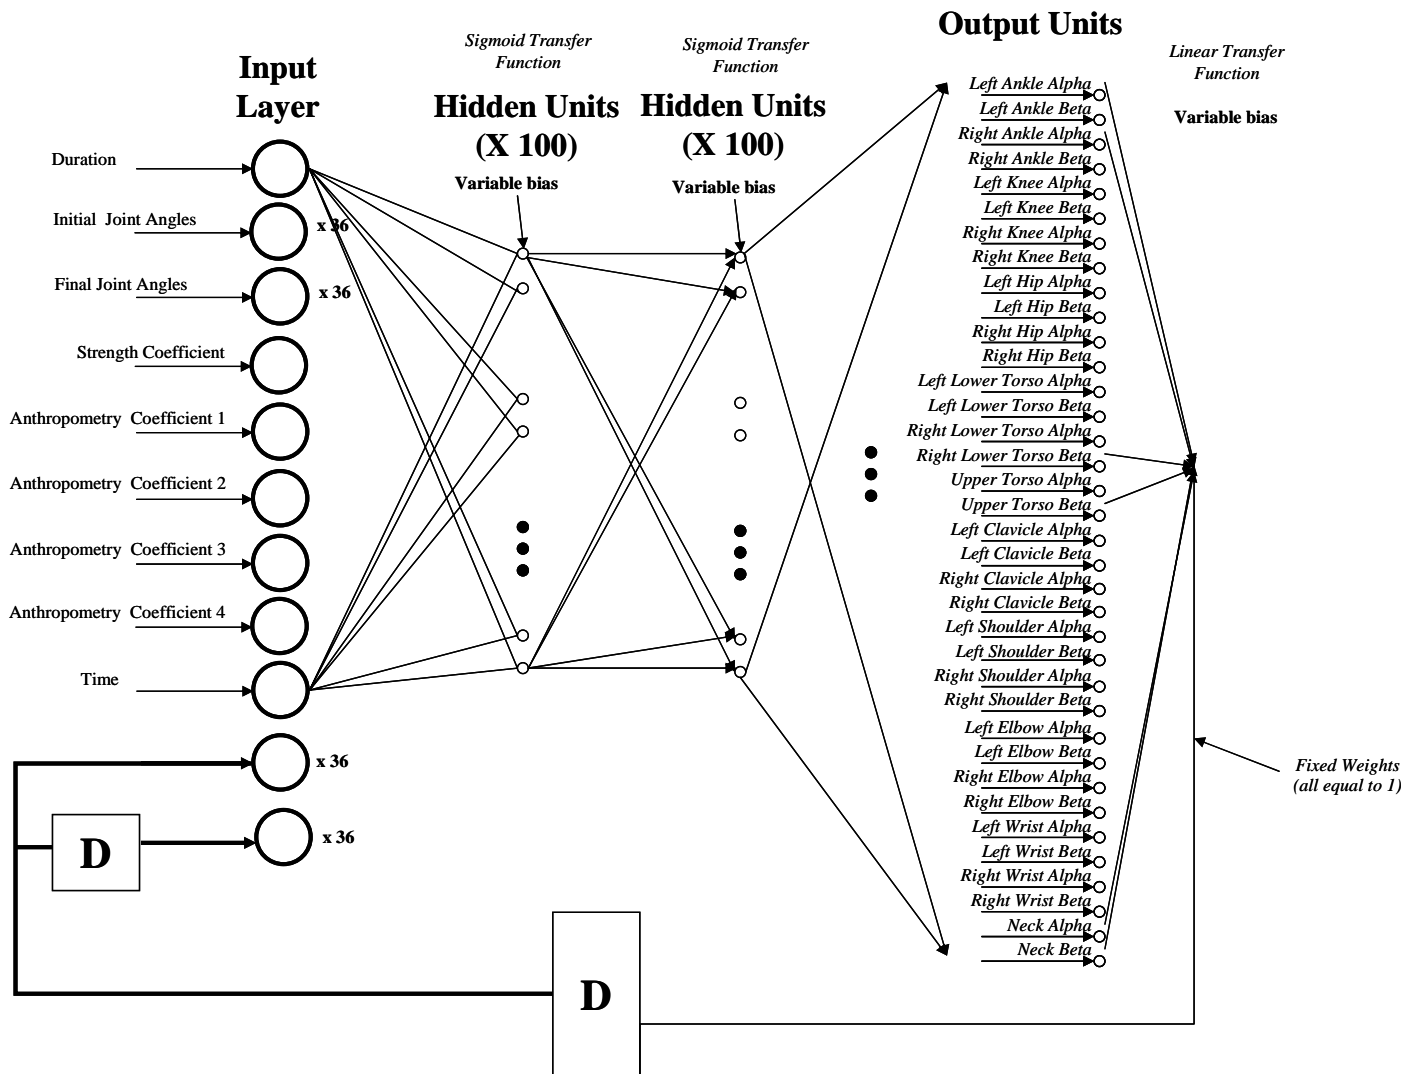 Output Units
Sigmoid Transfer
Function
Sigmoid Transfer
Function
Linear Transfer
Function
Input
Layer
Hidden Units
(X 100)
Hidden Units
(X 100)
Variable bias
Variable bias
Variable bias
Duration
Initial Joint Angles
x 36
Final Joint Angles
x 36
Strength Coefficient
Anthropometry Coefficient 1
Anthropometry Coefficient 2
Anthropometry Coefficient 3
Anthropometry Coefficient 4
Time
x 36
x 36
D
D
Left Ankle Alpha
Left Ankle Beta
Right Ankle Alpha
Right Ankle Beta
Left Knee Alpha
Left Knee Beta
Right Knee Alpha
Right Knee Beta
Left Hip Alpha
Left Hip Beta
Right Hip Alpha
Right Hip Beta
Left Lower Torso Alpha
Left Lower Torso Beta
Right Lower Torso Alpha
Right Lower Torso Beta
Upper Torso Alpha
Upper Torso Beta
Left Clavicle Alpha
Left Clavicle Beta
Right Clavicle Alpha
Right Clavicle Beta
Left Shoulder Alpha
Left Shoulder Beta
Right Shoulder Alpha
Right Shoulder Beta
Left Elbow Alpha
Left Elbow Beta
Right Elbow Alpha
Right Elbow Beta
Left Wrist Alpha
Left Wrist Beta
Right Wrist Alpha
Right Wrist Beta
Neck Alpha
Neck Beta
Fixed Weights
(all equal to 1)